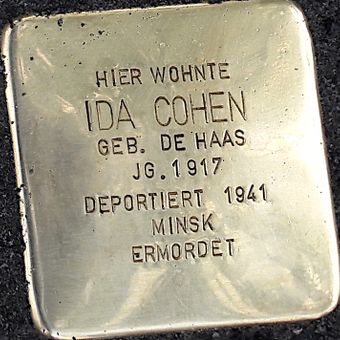 HIER WOHNTE
IDA COHEN
GEB. DE HAAS
JG. 1917
DEPORTIERT 1941
MINSK
ERMORDET